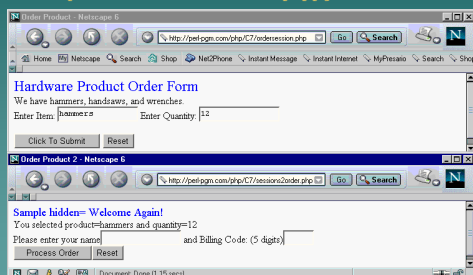 Order Product - Netscape 6
http://perl-pgm.com/php/C7/ordersession.php Go Search
Home My Netscape Search Shop Net2Phone Instant Message Instant Internet MyPresario Search Shop
Hardware Product Order Form
We have hammers, handsaws, and wrenches.
Enter Item: hammers Enter Quantity: 12
Click To Submit Reset
Order Product 2 - Netscape 6
http://perl-pgm.com/php/C7/sessions2order.php Go Search
Sample hidden= Welcome Again!
You selected product=hammers and quantity=12
Please enter your name and Billing Code: (5 digits)
Process Order Reset
Document: Done (1.15 secs)